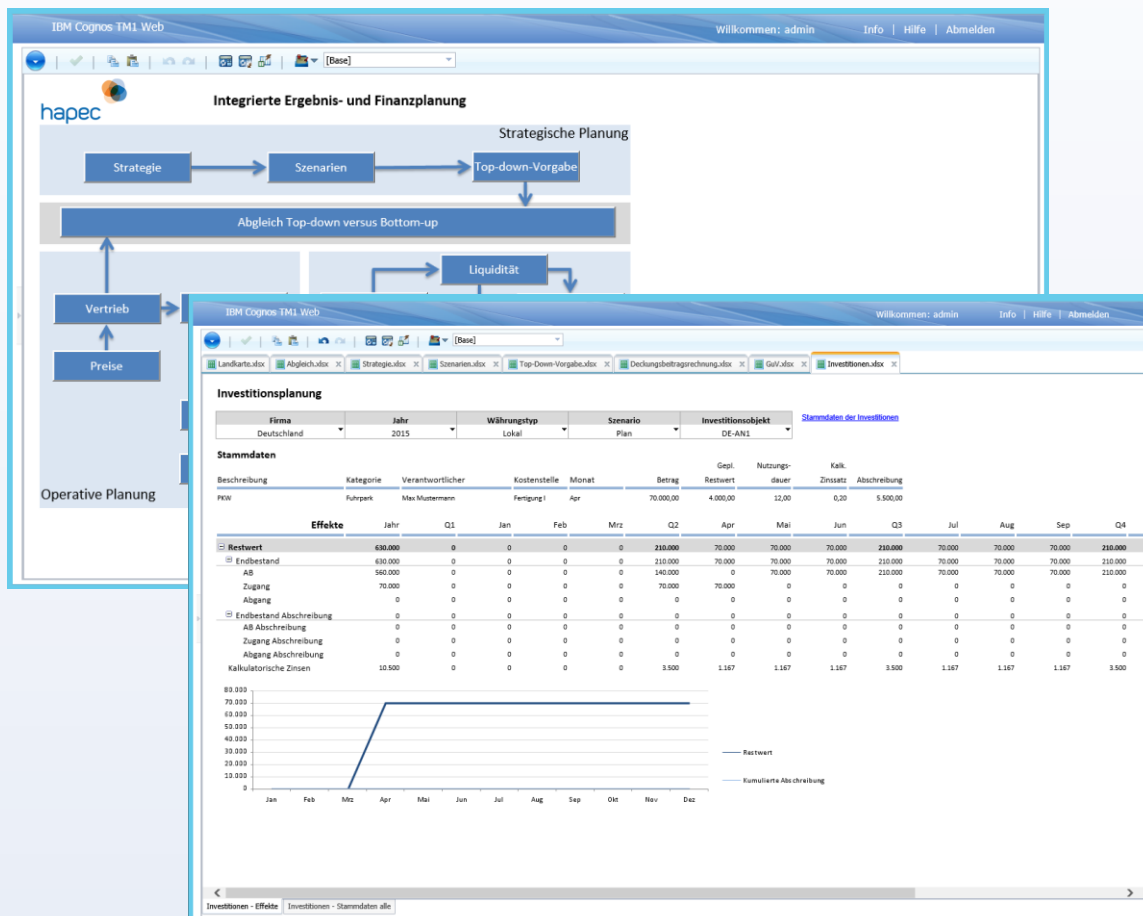 IBM Cognos TM1 Web
Willkommen: admin Info | Hilfe | Abmelden
[Base]
hapec
Integrierte Ergebnis- und Finanzplanung
Strategische Planung
Strategie Szenarien Top-down-Vorgabe
Abgleich Top-down versus Bottom-up
Liquidität
Vertrieb
Preise
Operative Planung
IBM Cognos TM1 Web
Willkommen: admin Info | Hilfe | Abmelden
[Base]
Landkarte.xlsx x Abgleich.xlsx x Strategie.xlsx x Szenarien.xlsx x Top-Down-Vorgabe.xlsx x Deckungsbeitragsrechnung.xlsx x GuV.xlsx x Investitionen.xlsx x
Investitionsplanung
Firma Jahr Währungstyp Szenario Investitionsobjekt Stammdaten der Investitionen
Deutschland 2015 Lokal Plan DE-AN1
Stammdaten
Gepl. Nutzungs- Kalk.
Beschreibung Kategorie Verantwortlicher Kostenstelle Monat Betrag Restwert dauer Zinssatz Abschreibung
PKW Fuhrpark Max Mustermann Fertigung I Apr 70.000,00 4.000,00 12,00 0,20 5.500,00
Effekte Jahr Q1 Jan Feb Mrz Q2 Apr Mai Jun Q3 Jul Aug Sep Q4
Restwert 630.000 0 0 0 0 210.000 70.000 70.000 70.000 210.000 70.000 70.000 70.000 210.000
Endbestand 630.000 0 0 0 0 210.000 70.000 70.000 70.000 210.000 70.000 70.000 70.000 210.000
AB 560.000 0 0 0 0 140.000 0 70.000 70.000 210.000 70.000 70.000 70.000 210.000
Zugang 70.000 0 0 0 0 70.000 70.000 0 0 0 0 0 0 0
Abgang 0 0 0 0 0 0 0 0 0 0 0 0 0 0
Endbestand Abschreibung 0 0 0 0 0 0 0 0 0 0 0 0 0 0
AB Abschreibung 0 0 0 0 0 0 0 0 0 0 0 0 0 0
Zugang Abschreibung 0 0 0 0 0 0 0 0 0 0 0 0 0 0
Abgang Abschreibung 0 0 0 0 0 0 0 0 0 0 0 0 0 0
Kalkulatorische Zinsen 10.500 0 0 0 0 3.500 1.167 1.167 1.167 3.500 1.167 1.167 1.167 3.500
80.000
70.000
60.000
50.000
40.000
30.000
20.000
10.000
0
Restwert
Kumulierte Abschreibung
Jan Feb Mrz Apr Mai Jun Jul Aug Sep Okt Nov Dez
Investitionen - Effekte Investitionen - Stammdaten alle